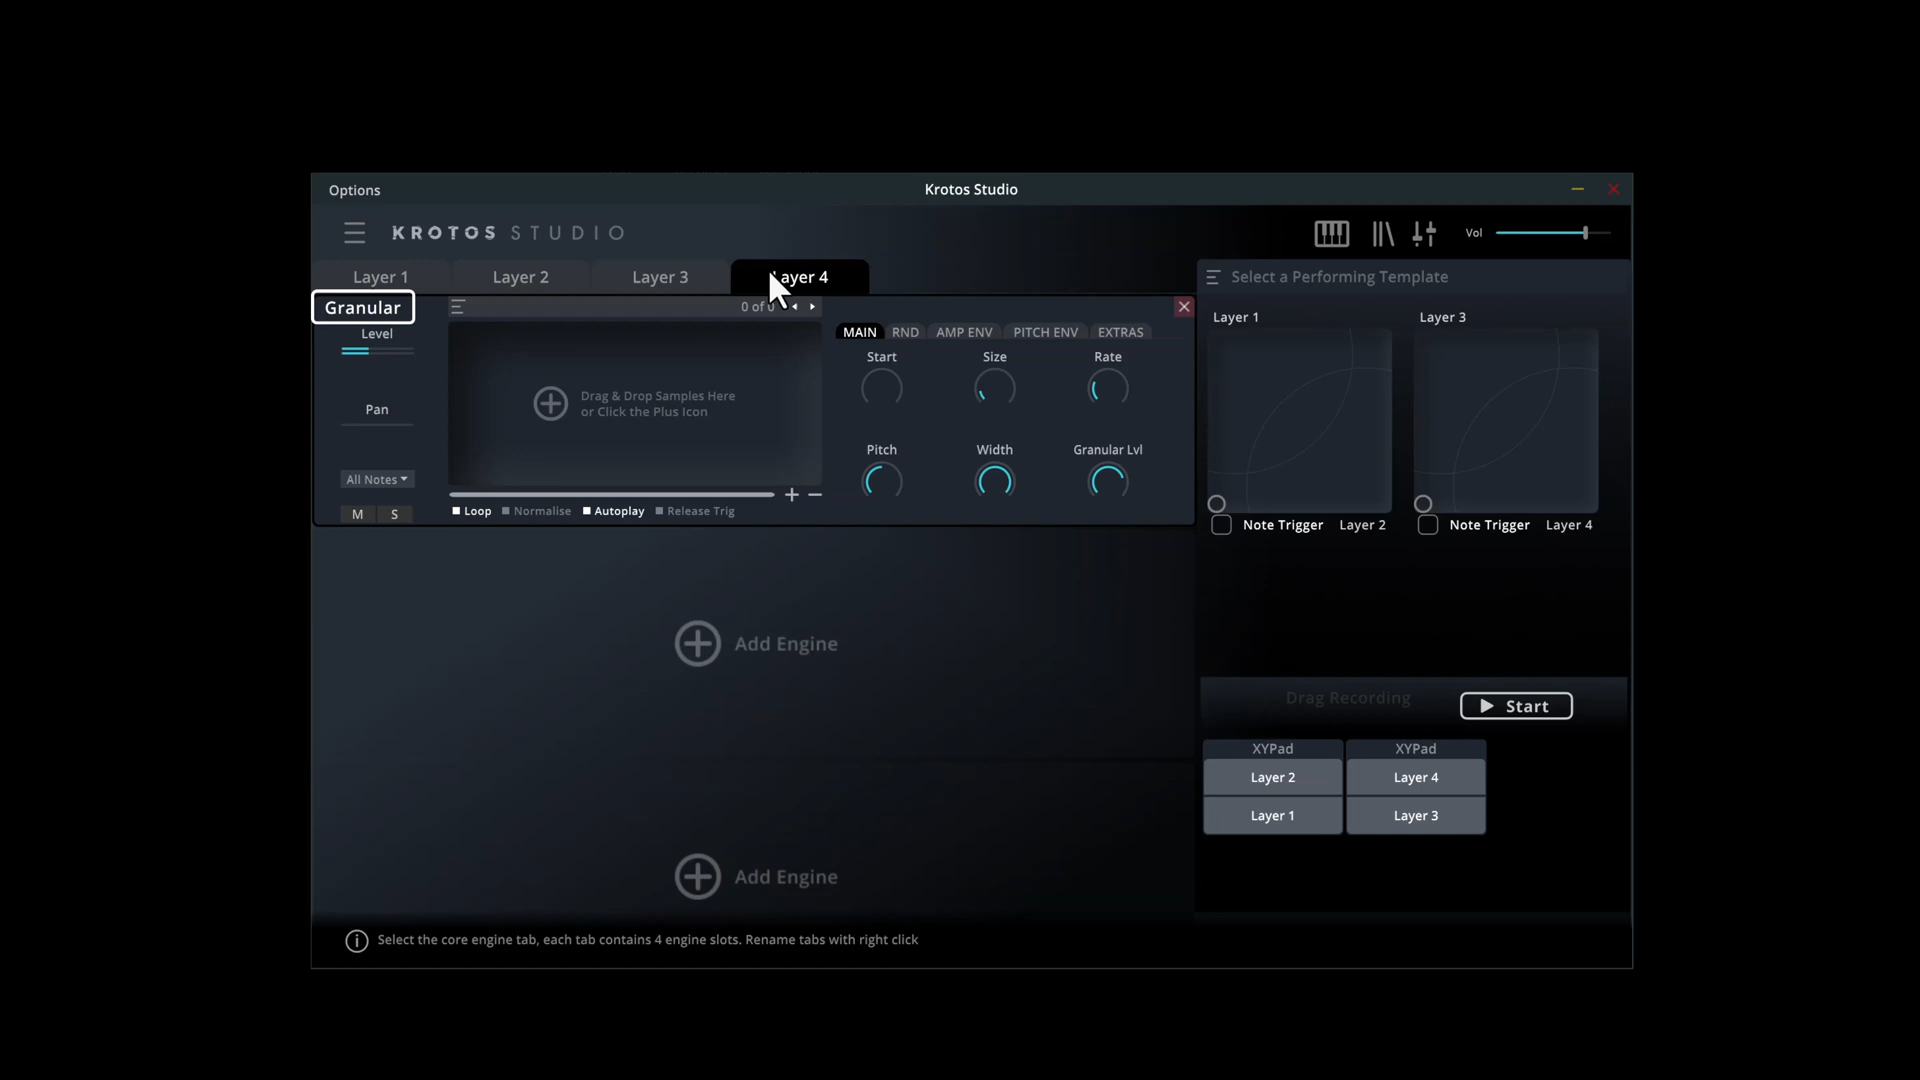 Options
Krotos Studio
KROTOS STUDIO
Vol
Layer 1
Layer 2
Layer 3
Layer 4
Select a Performing Template
Granular
0 of 0
Level
Pan
All Notes
M S
Drag & Drop Samples Here
or Click the Plus Icon
Loop Normalise Autoplay Release Trig
MAIN RND AMP ENV PITCH ENV EXTRAS
Start Size Rate
Pitch Width Granular Lvl
Layer 1
Layer 3
Note Trigger Layer 2
Note Trigger Layer 4
Add Engine
Add Engine
Drag Recording
Start
XYPad XYPad
Layer 2 Layer 4
Layer 1 Layer 3
Select the core engine tab, each tab contains 4 engine slots. Rename tabs with right click